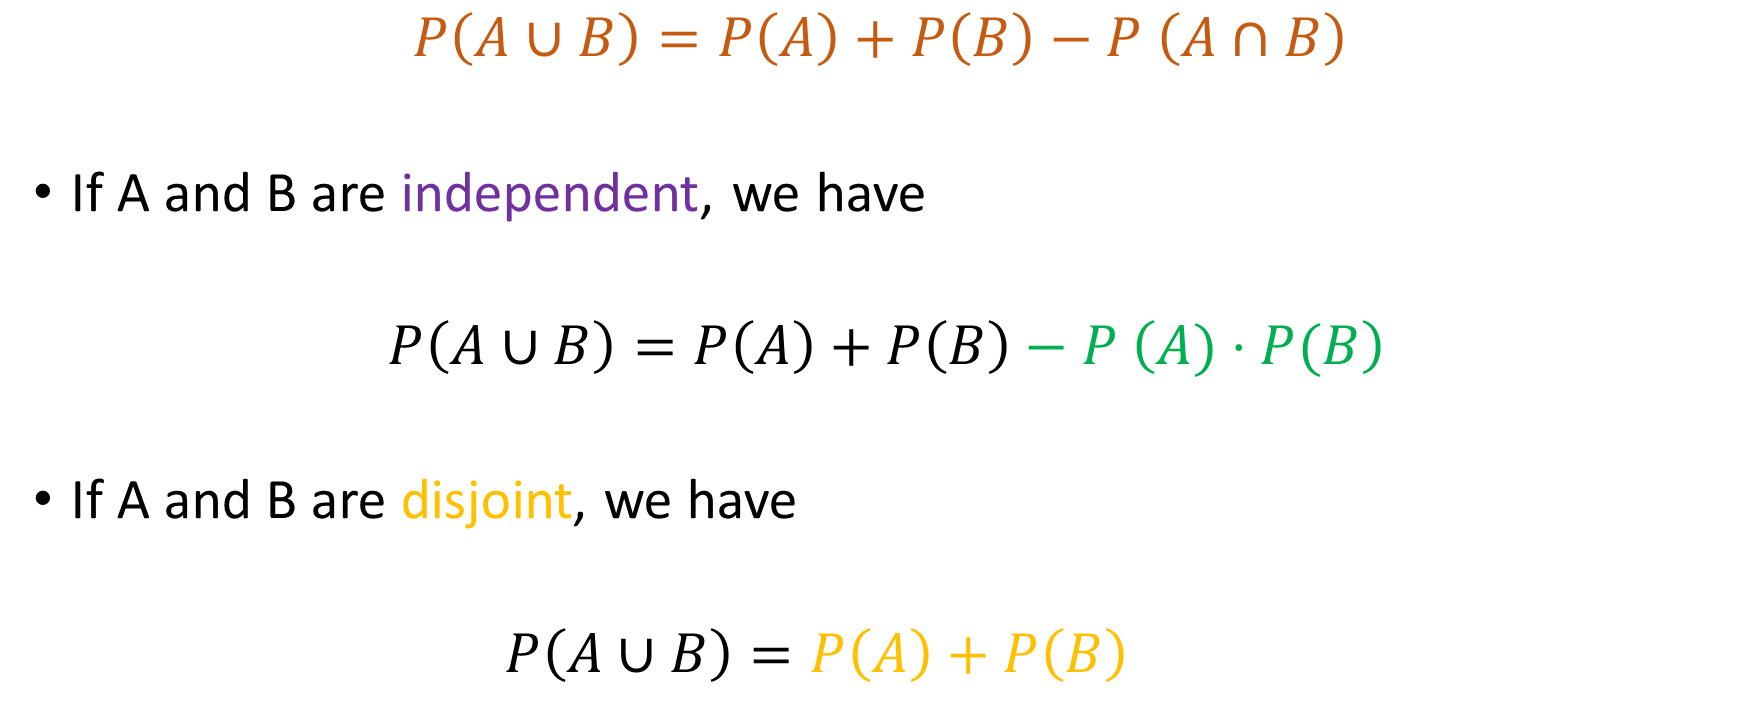 P(A ∪ B) = P(A) + P(B) − P (A ∩ B)
• If A and B are independent, we have
P(A ∪ B) = P(A) + P(B) − P (A) · P(B)
• If A and B are disjoint, we have
P(A ∪ B) = P(A) + P(B)